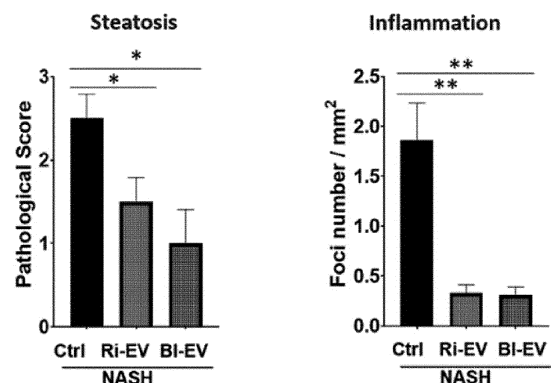 Steatosis
*
*
Pathological Score
3
2
1
0
Ctrl Ri-EV BI-EV
NASH
Inflammation
**
**
Foci number / mm²
2.5
2.0
1.5
1.0
0.5
0.0
Ctrl Ri-EV BI-EV
NASH